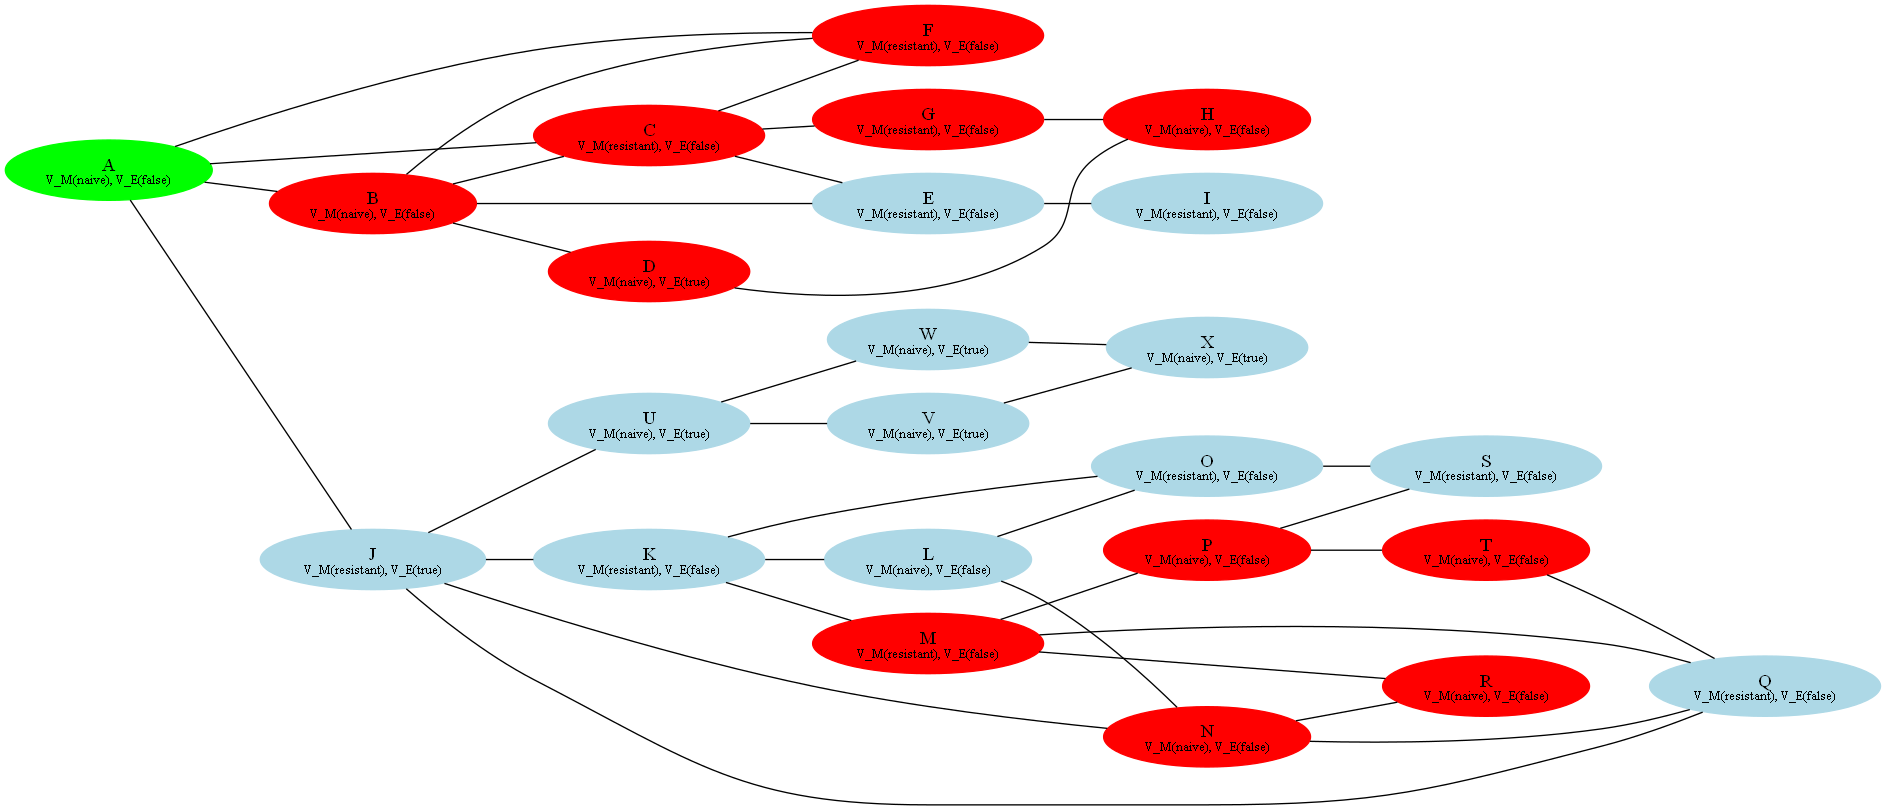 F
V_M(resistant), V_E(false)
G
V_M(resistant), V_E(false)
H
V_M(naive), V_E(false)
C
V_M(resistant), V_E(false)
A
V_M(naive), V_E(false)
B
V_M(naive), V_E(false)
E
V_M(resistant), V_E(false)
I
V_M(resistant), V_E(false)
D
V_M(naive), V_E(true)
W
V_M(naive), V_E(true)
X
V_M(naive), V_E(true)
U
V_M(naive), V_E(true)
V
V_M(naive), V_E(true)
O
V_M(resistant), V_E(false)
S
V_M(resistant), V_E(false)
J
V_M(resistant), V_E(true)
K
V_M(resistant), V_E(false)
L
V_M(naive), V_E(false)
P
V_M(naive), V_E(false)
T
V_M(naive), V_E(false)
M
V_M(resistant), V_E(false)
R
V_M(naive), V_E(false)
Q
V_M(resistant), V_E(false)
N
V_M(naive), V_E(false)